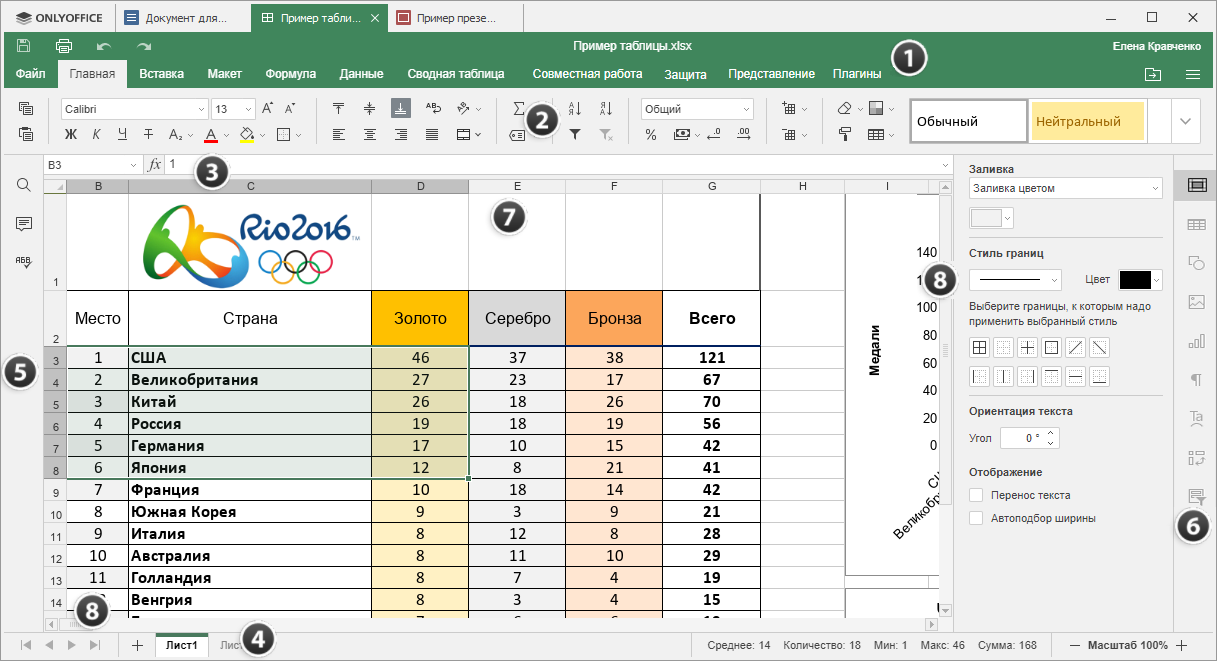 ONLYOFFICE Документ для... Пример табли... Пример презе...
Пример таблицы.xlsx Елена Кравченко
Файл Главная Вставка Макет Формула Данные Сводная таблица Совместная работа Защита Представление Плагины 1
Calibri 13 A A Общий Обычный Нейтральный
Ж К Ч Т A₂ A % 2
B3 fx 1 3
B C D E F G H I
Rio2016™ 7
1
2 Место Страна Золото Серебро Бронза Всего
3 1 США 46 37 38 121
4 2 Великобритания 27 23 17 67
5 3 Китай 26 18 26 70
6 4 Россия 19 18 19 56
7 5 Германия 17 10 15 42
8 6 Япония 12 8 21 41
9 7 Франция 10 18 14 42
10 8 Южная Корея 9 3 9 21
11 9 Италия 8 12 8 28
12 10 Австралия 8 11 10 29
13 11 Голландия 8 7 4 19
14 Венгрия 8 3 4 15
5
8
140
100
80
60
40
20
0
Медали
Великобр
Заливка
Заливка цветом
Стиль границ
8
Цвет
Выберите границы, к которым надо
применить выбранный стиль
Ориентация текста
Угол 0 °
Отображение
Перенос текста
Автоподбор ширины
АБВ
Ta
6
Лист1 Лис 4 Среднее: 14 Количество: 18 Мин: 1 Макс: 46 Сумма: 168 Масштаб 100%